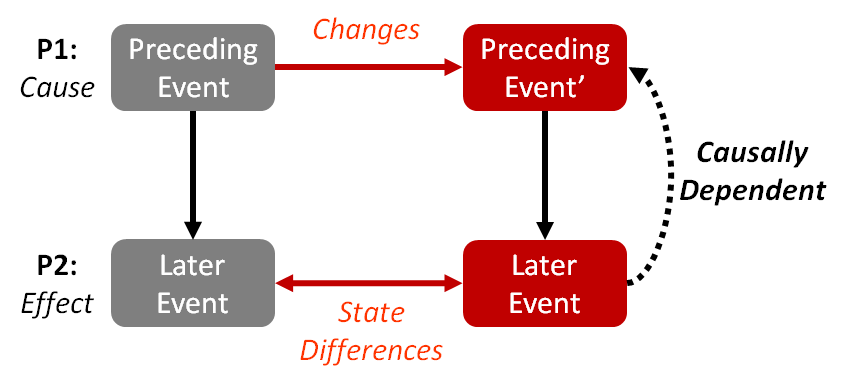 Changes
P1:
Cause
Preceding
Event
Preceding
Event’
Causally
Dependent
P2:
Effect
Later
Event
Later
Event
State
Differences